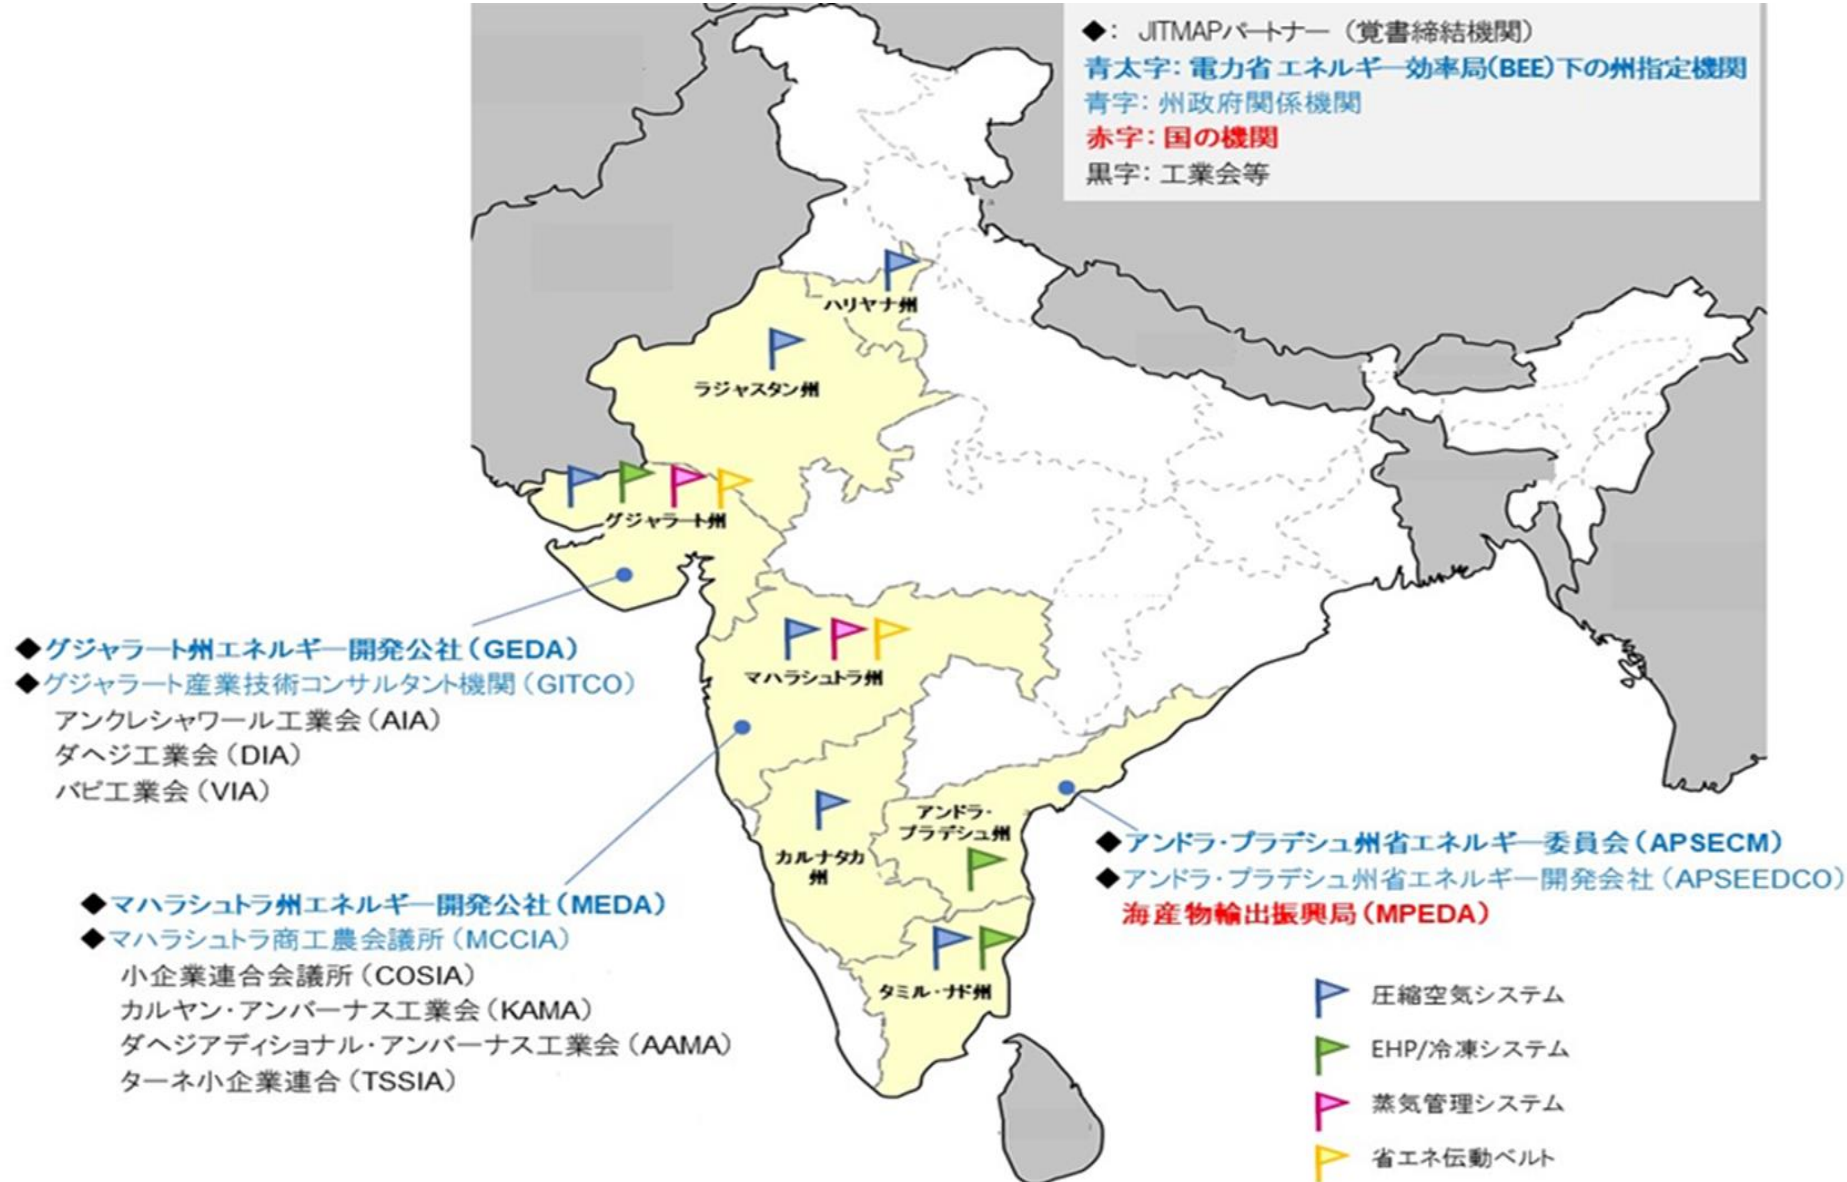 ◆： JITMAPパートナー（覚書締結機関）
青太字：電力省 エネルギー効率局(BEE)下の州指定機関
青字：州政府関係機関
赤字：国の機関
黒字：工業会等
ハリヤナ州
ラジャスタン州
グジャラート州
◆グジャラート州エネルギー開発公社（GEDA）
◆グジャラート産業技術コンサルタント機関（GITCO）
アンクレシャワール工業会（AIA）
ダヘジ工業会（DIA）
バピ工業会（VIA）
マハラシュトラ州
カルナタカ
州
アンドラ・
プラデシュ州
◆アンドラ・プラデシュ州省エネルギー委員会（APSECM）
◆アンドラ・プラデシュ州省エネルギー開発会社（APSEEDCO）
海産物輸出振興局（MPEDA）
◆マハラシュトラ州エネルギー開発公社（MEDA）
◆マハラシュトラ商工農会議所（MCCIA）
小企業連合会議所（COSIA）
カルヤン・アンバーナス工業会（KAMA）
ダヘジアディショナル・アンバーナス工業会（AAMA）
ターネ小企業連合（TSSIA）
タミル・ナド州
圧縮空気システム
EHP/冷凍システム
蒸気管理システム
省エネ伝動ベルト